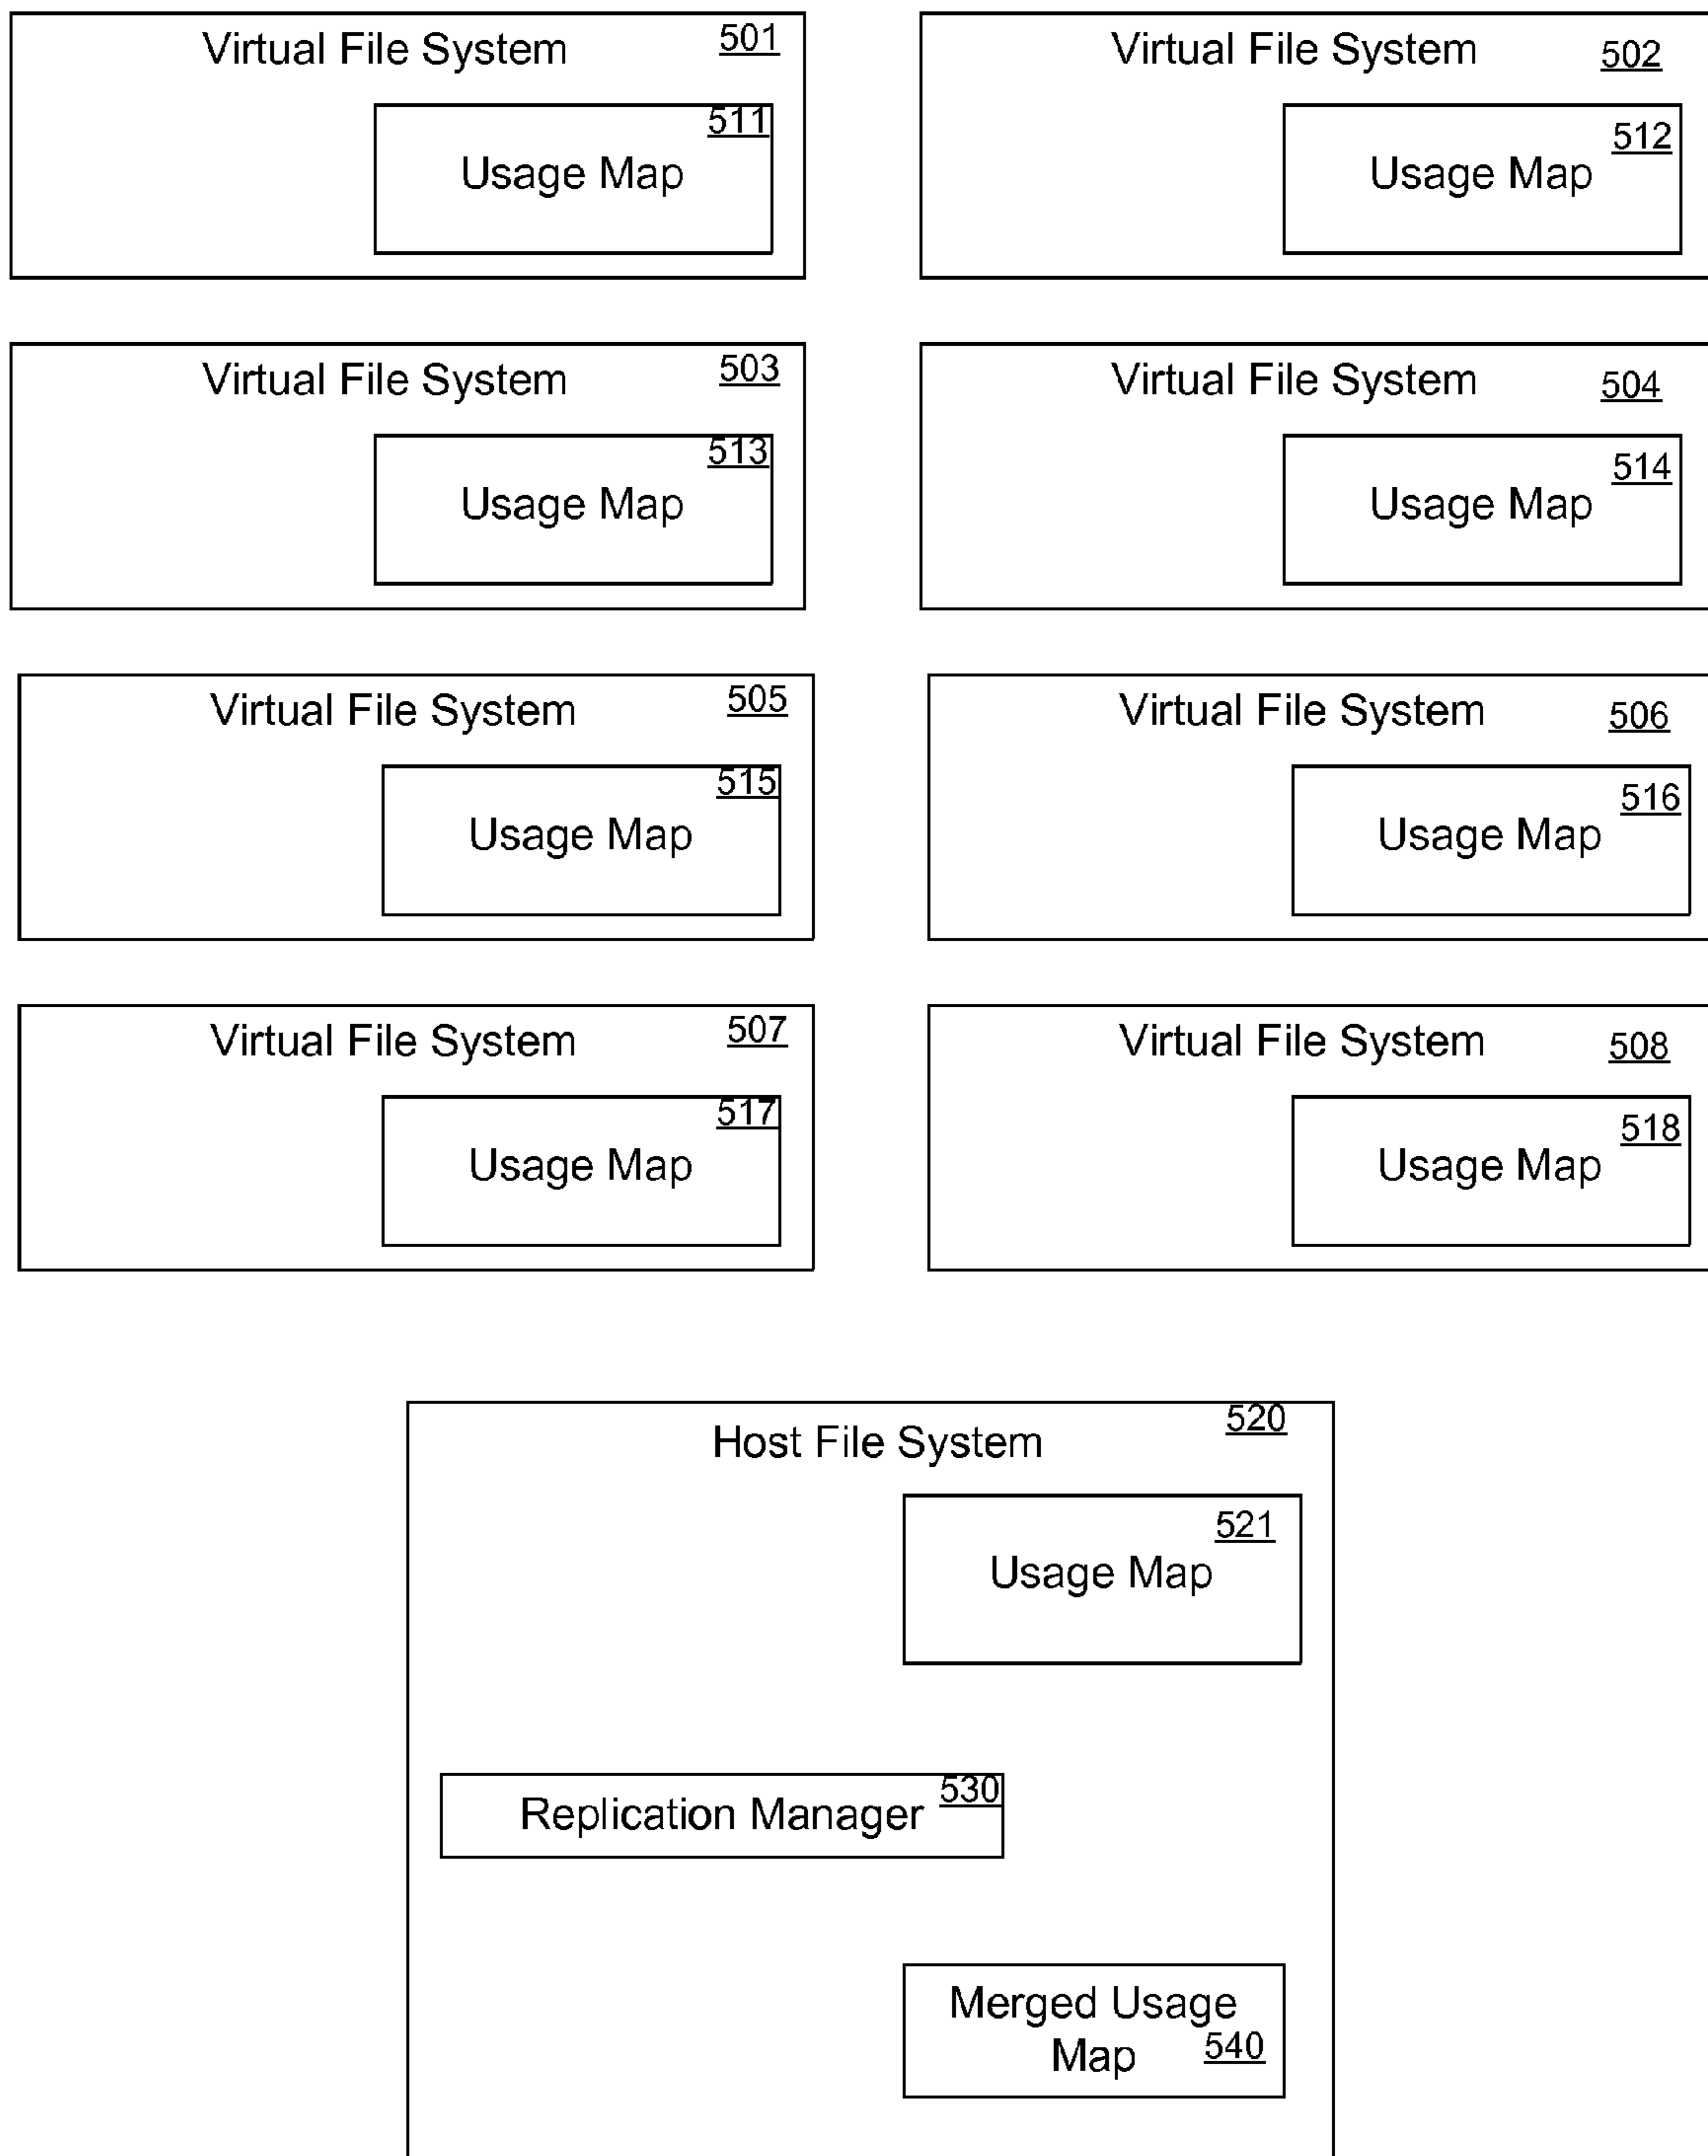 Virtual File System 501
511
Usage Map
Virtual File System 502
512
Usage Map
Virtual File System 503
513
Usage Map
Virtual File System 504
514
Usage Map
Virtual File System 505
515
Usage Map
Virtual File System 506
516
Usage Map
Virtual File System 507
517
Usage Map
Virtual File System 508
518
Usage Map
Host File System 520
521
Usage Map
Replication Manager 530
Merged Usage
Map 540